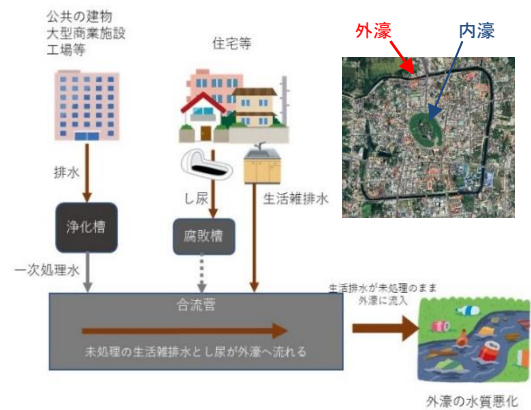 公共の建物
大型商業施設
工場等
住宅等
外濠
内濠
排水
し尿
生活雑排水
浄化槽
腐敗槽
一次処理水
合流菅
未処理の生活雑排水とし尿が外濠へ流れる
生活排水が未処理のまま
外濠に流入
外濠の水質悪化